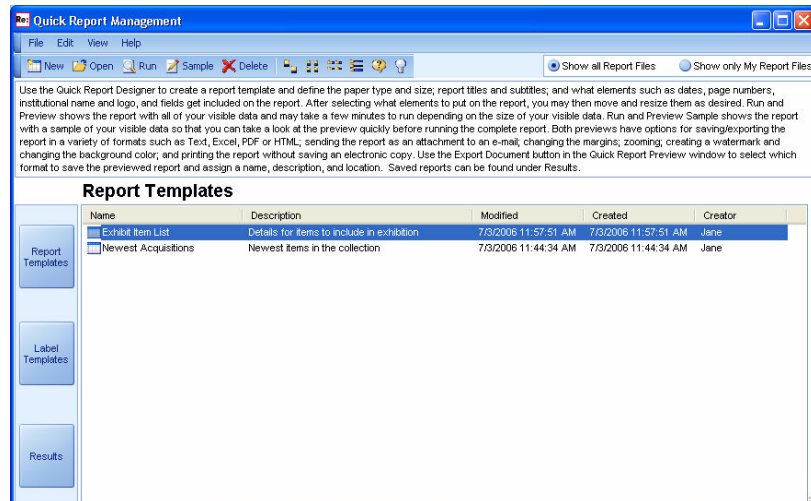 Re: Quick Report Management
File Edit View Help
New Open Run Sample Delete Show all Report Files Show only My Report Files
Use the Quick Report Designer to create a report template and define the paper type and size; report titles and subtitles; and what elements such as dates, page numbers,
institutional name and logo, and fields get included on the report. After selecting what elements to put on the report, you may then move and resize them as desired. Run and
Preview shows the report with all of your visible data and may take a few minutes to run depending on the size of your visible data. Run and Preview Sample shows the report
with a sample of your visible data so that you can take a look at the preview quickly before running the complete report. Both previews have options for saving/exporting the
report in a variety of formats such as Text, Excel, PDF or HTML; sending the report as an attachment to an e-mail; changing the margins; zooming; creating a watermark and
changing the background color; and printing the report without saving an electronic copy. Use the Export Document button in the Quick Report Preview window to select which
format to save the previewed report and assign a name, description, and location. Saved reports can be found under Results.
Report Templates
Name Description Modified Created Creator
Exhibit Item List Details for items to include in exhibition 7/3/2006 11:57:51 AM 7/3/2006 11:57:51 AM Jane
Newest Acquisitions Newest items in the collection 7/3/2006 11:44:34 AM 7/3/2006 11:44:34 AM Jane
Report
Templates
Label
Templates
Results